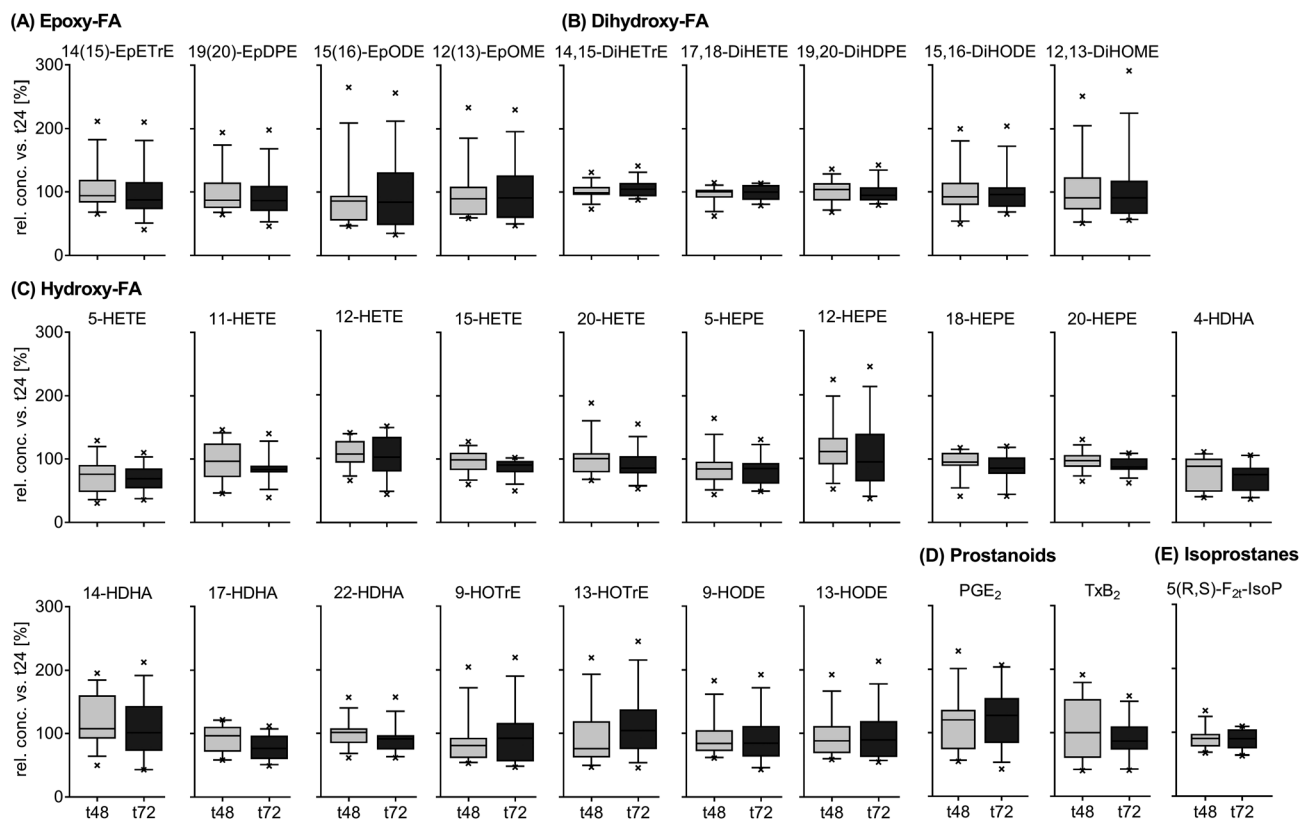 (A) Epoxy-FA (B) Dihydroxy-FA
14(15)-EpETrE 19(20)-EpDPE 15(16)-EpODE 12(13)-EpOME 14,15-DiHETrE 17,18-DiHETE 19,20-DiHDPE 15,16-DiHODE 12,13-DiHOME
300
200
100
0
rel. conc. vs. t24 [%]
(C) Hydroxy-FA
5-HETE 11-HETE 12-HETE 15-HETE 20-HETE 5-HEPE 12-HEPE 18-HEPE 20-HEPE 4-HDHA
300
200
100
0
rel. conc. vs. t24 [%]
(D) Prostanoids (E) Isoprostanes
14-HDHA 17-HDHA 22-HDHA 9-HOTrE 13-HOTrE 9-HODE 13-HODE PGE2 TxB2 5(R,S)-F2t-IsoP
300
200
100
0
rel. conc. vs. t24 [%]
t48 t72 t48 t72 t48 t72 t48 t72 t48 t72 t48 t72 t48 t72 t48 t72 t48 t72 t48 t72